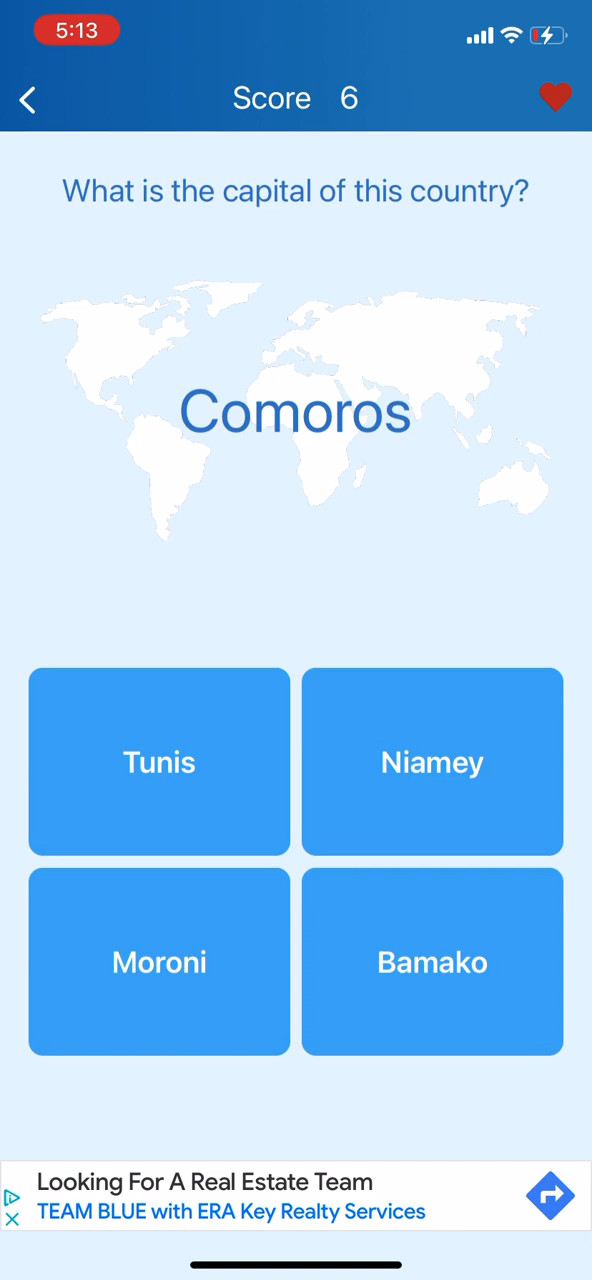 5:13
Score 6
What is the capital of this country?
Comoros
Tunis
Niamey
Moroni
Bamako
Looking For A Real Estate Team
TEAM BLUE with ERA Key Realty Services